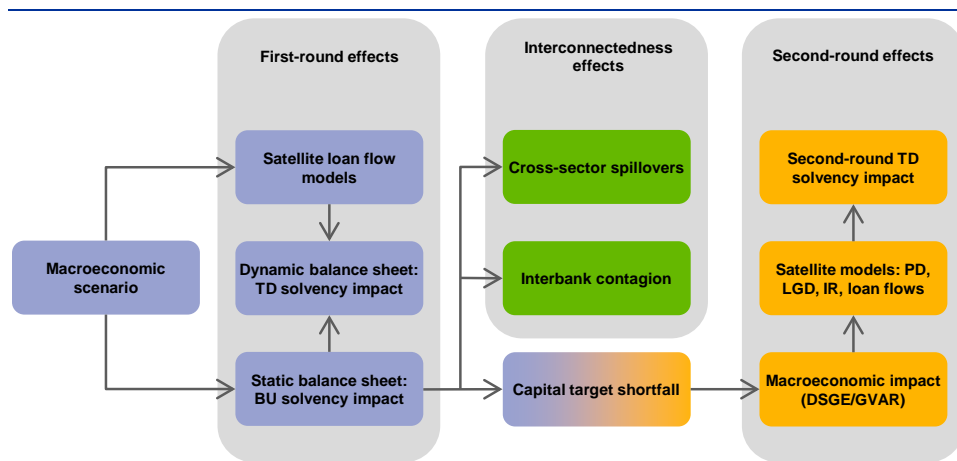 First-round effects
Interconnectedness
effects
Second-round effects
Satellite loan flow
models
Cross-sector spillovers
Second-round TD
solvency impact
Macroeconomic
scenario
Dynamic balance sheet:
TD solvency impact
Interbank contagion
Satellite models: PD,
LGD, IR, loan flows
Static balance sheet:
BU solvency impact
Capital target shortfall
Macroeconomic impact
(DSGE/GVAR)